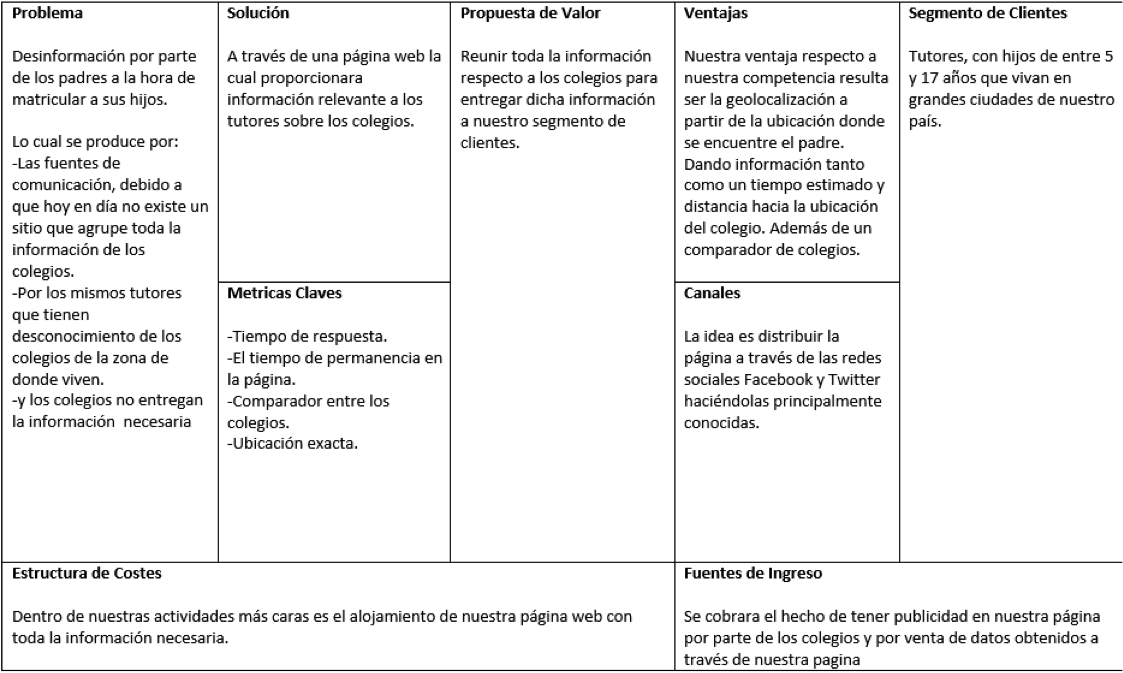 Problema
Desinformación por parte
de los padres a la hora de
matricular a sus hijos.
Lo cual se produce por:
-Las fuentes de
comunicación, debido a
que hoy en día no existe un
sitio que agrupe toda la
información de los
colegios.
-Por los mismos tutores
que tienen
desconocimiento de los
colegios de la zona de
donde viven.
-y los colegios no entregan
la información  necesaria
Solución
A través de una página web la
cual proporcionara
información relevante a los
tutores sobre los colegios.
Metricas Claves
-Tiempo de respuesta.
-El tiempo de permanencia en
la página.
-Comparador entre los
colegios.
-Ubicación exacta.
Propuesta de Valor
Reunir toda la información
respecto a los colegios para
entregar dicha información
a nuestro segmento de
clientes.
Ventajas
Nuestra ventaja respecto a
nuestra competencia resulta
ser la geolocalización a
partir de la ubicación donde
se encuentre el padre.
Dando información tanto
como un tiempo estimado y
distancia hacia la ubicación
del colegio. Además de un
comparador de colegios.
Canales
La idea es distribuir la
página a través de las redes
sociales Facebook y Twitter
haciéndolas principalmente
conocidas.
Segmento de Clientes
Tutores, con hijos de entre 5
y 17 años que vivan en
grandes ciudades de nuestro
país.
Estructura de Costes
Dentro de nuestras actividades más caras es el alojamiento de nuestra página web con
toda la información necesaria.
Fuentes de Ingreso
Se cobrara el hecho de tener publicidad en nuestra página
por parte de los colegios y por venta de datos obtenidos a
través de nuestra pagina